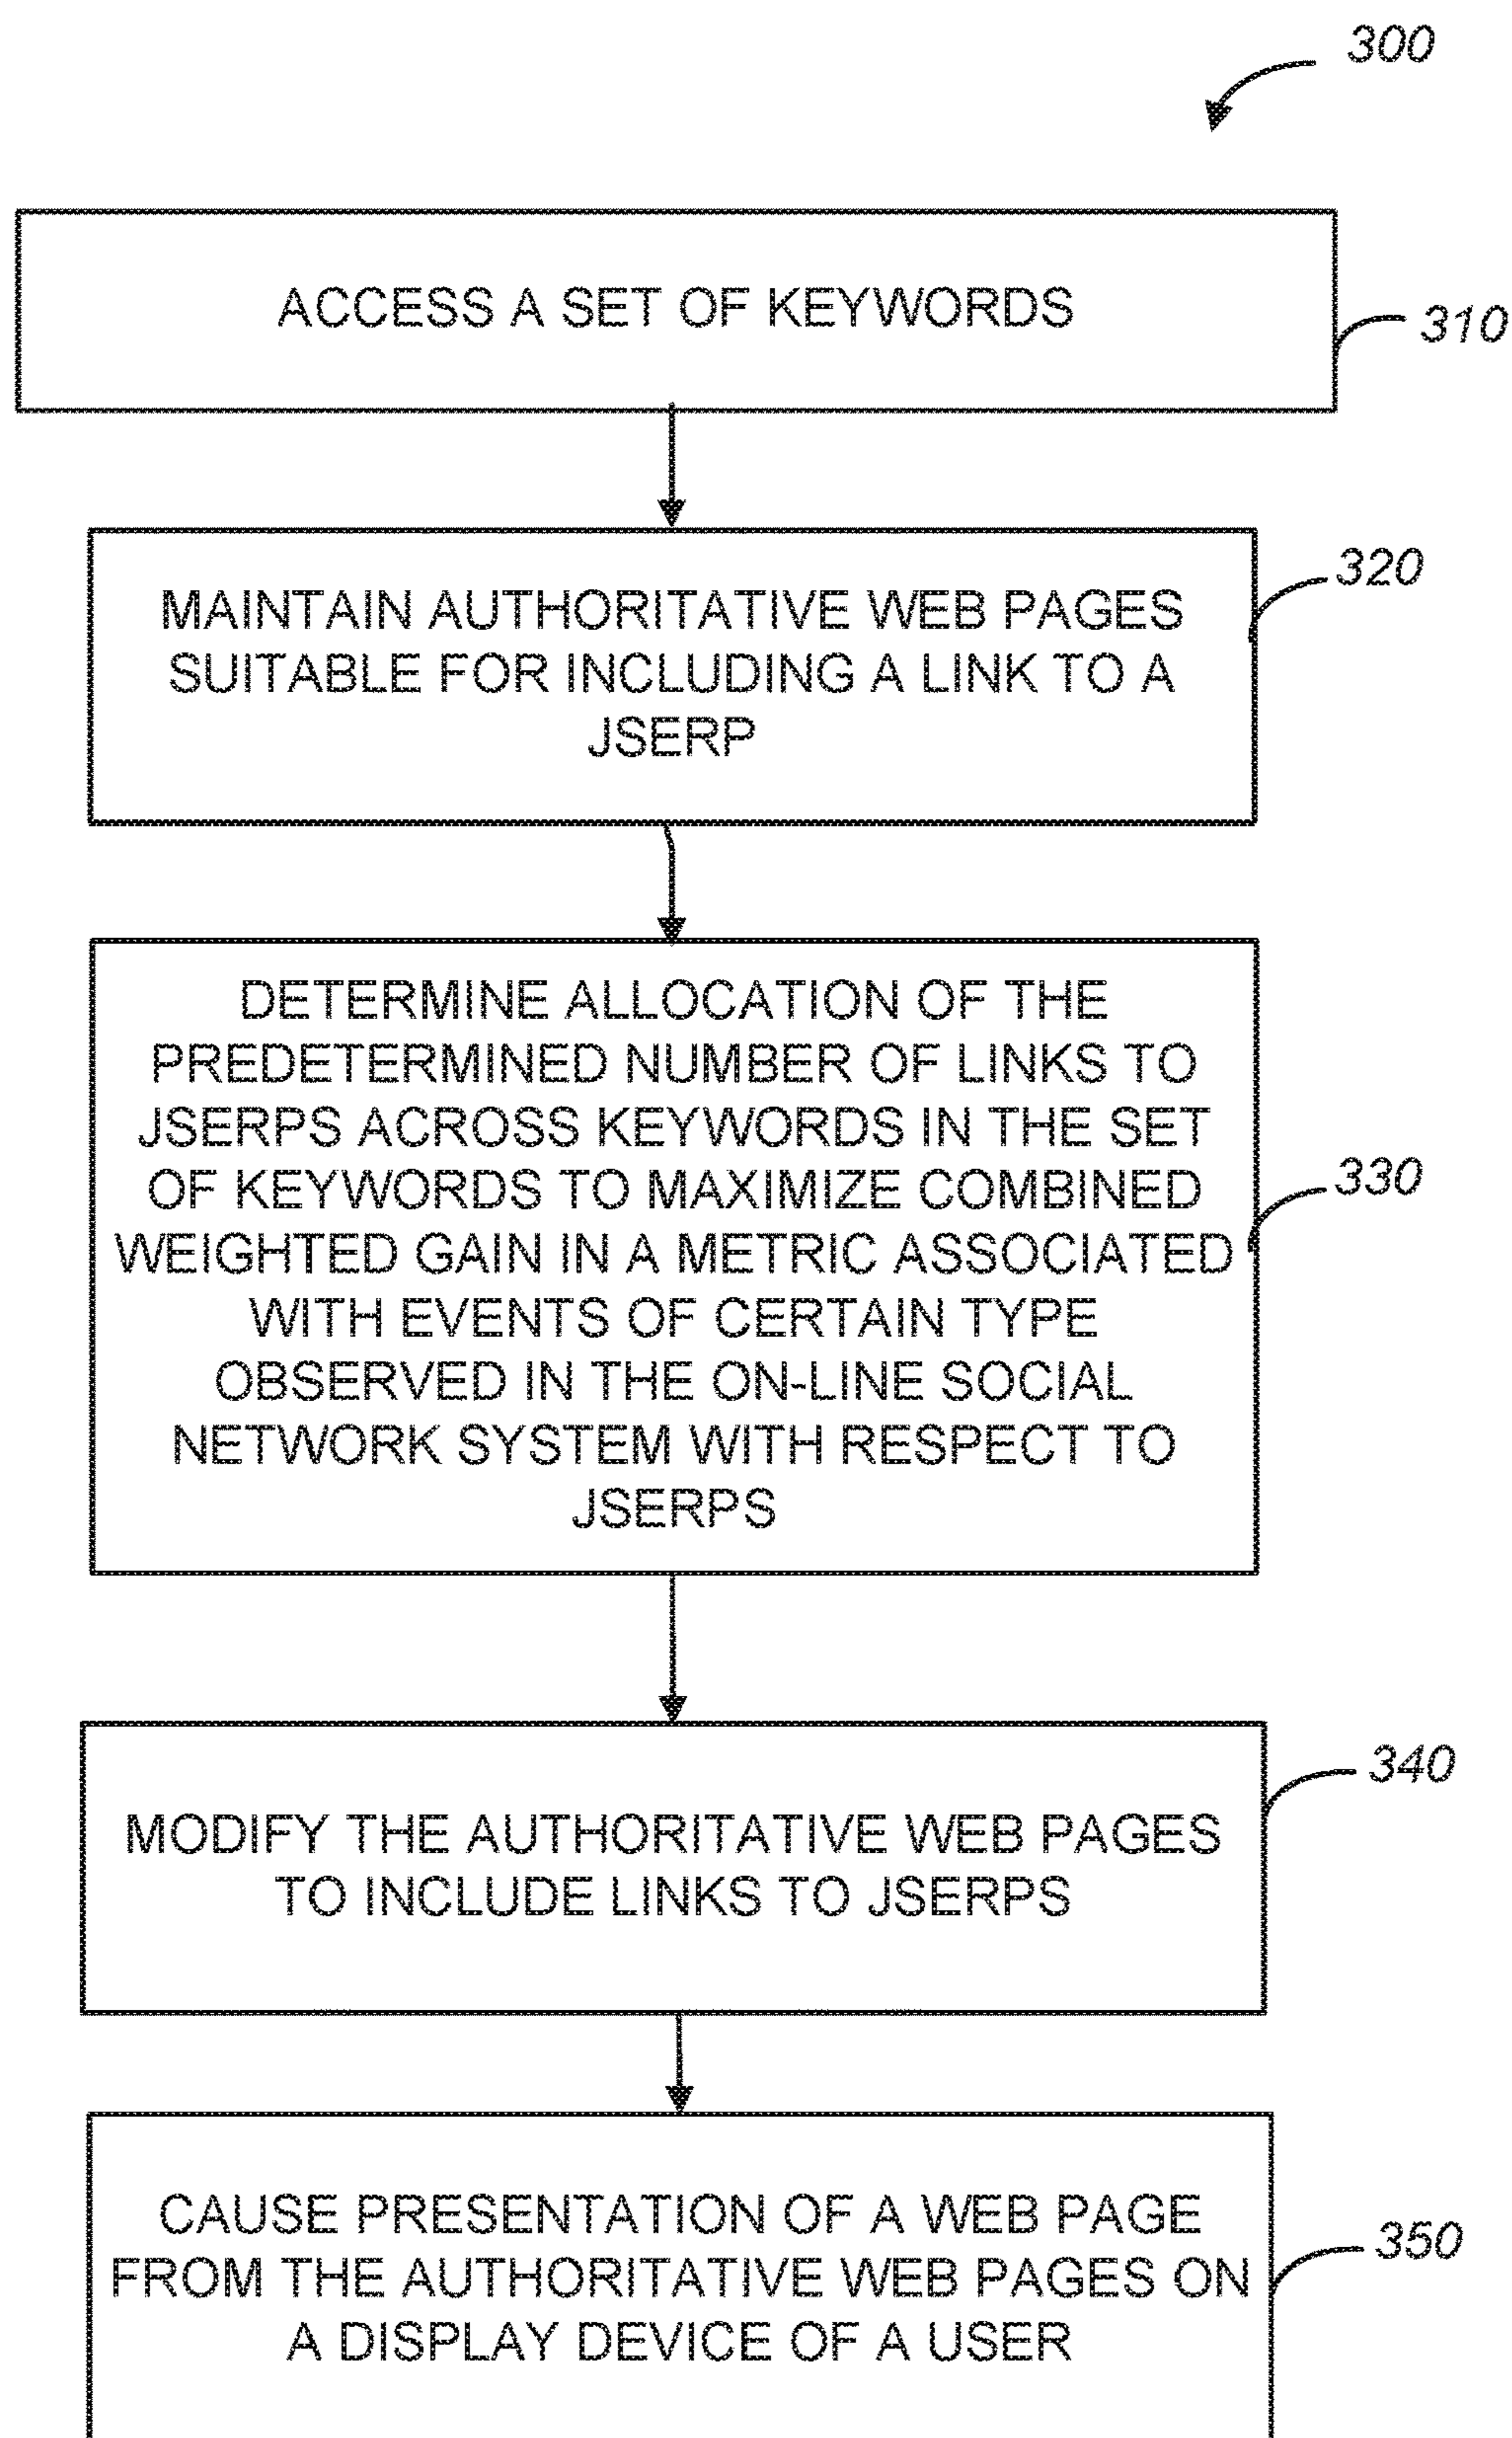 300
ACCESS A SET OF KEYWORDS
310
MAINTAIN AUTHORITATIVE WEB PAGES
SUITABLE FOR INCLUDING A LINK TO A
JSERP
320
DETERMINE ALLOCATION OF THE
PREDETERMINED NUMBER OF LINKS TO
JSERPS ACROSS KEYWORDS IN THE SET
OF KEYWORDS TO MAXIMIZE COMBINED
WEIGHTED GAIN IN A METRIC ASSOCIATED
WITH EVENTS OF CERTAIN TYPE
OBSERVED IN THE ON-LINE SOCIAL
NETWORK SYSTEM WITH RESPECT TO
JSERPS
330
MODIFY THE AUTHORITATIVE WEB PAGES
TO INCLUDE LINKS TO JSERPS
340
CAUSE PRESENTATION OF A WEB PAGE
FROM THE AUTHORITATIVE WEB PAGES ON
A DISPLAY DEVICE OF A USER
350